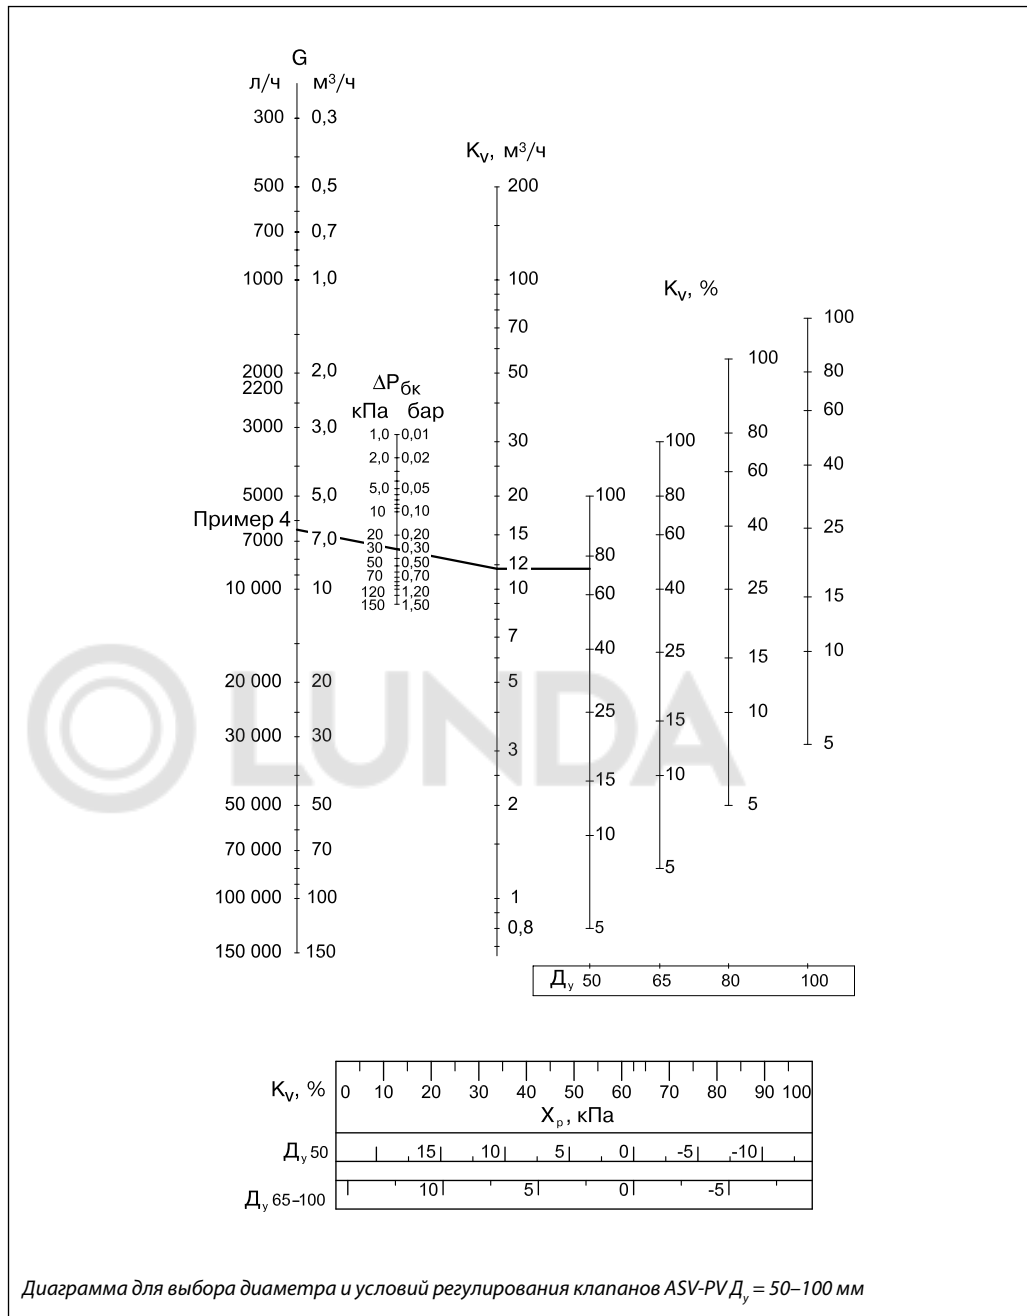 G
л/ч м³/ч
300 0,3
Kᵥ, м³/ч
500 0,5 200
700 0,7
1000 1,0 100
Kᵥ, %
70 100
2000 2,0 50 100 80
2200
ΔPбк
кПа бар
3000 3,0 1,0 0,01 30 100 80 60
2,0 0,02 60 40
5000 5,0 5,0 0,05 20 100 80
10 0,10
Пример 4
7000 7,0 20 0,20 15 60 40 25
30 0,30
50 0,50 12 80
70 0,70
10 000 10 120 1,20 10 60 40 25 15
150 1,50
7 40 25 15 10
20 000 20 5
25 10
30 000 30 3 15 5
LUNDA
15 10
50 000 50 2 5
70 000 70 10
5
100 000 100 1
0,8 5
150 000 150
Дᵧ 50 65 80 100
Kᵥ, % 0 10 20 30 40 50 60 70 80 90 100
Xₚ, кПа
Дᵧ 50 15 10 5 0 -5 -10
Дᵧ 65–100 10 5 0 -5
Диаграмма для выбора диаметра и условий регулирования клапанов ASV-PV Дᵧ = 50–100 мм